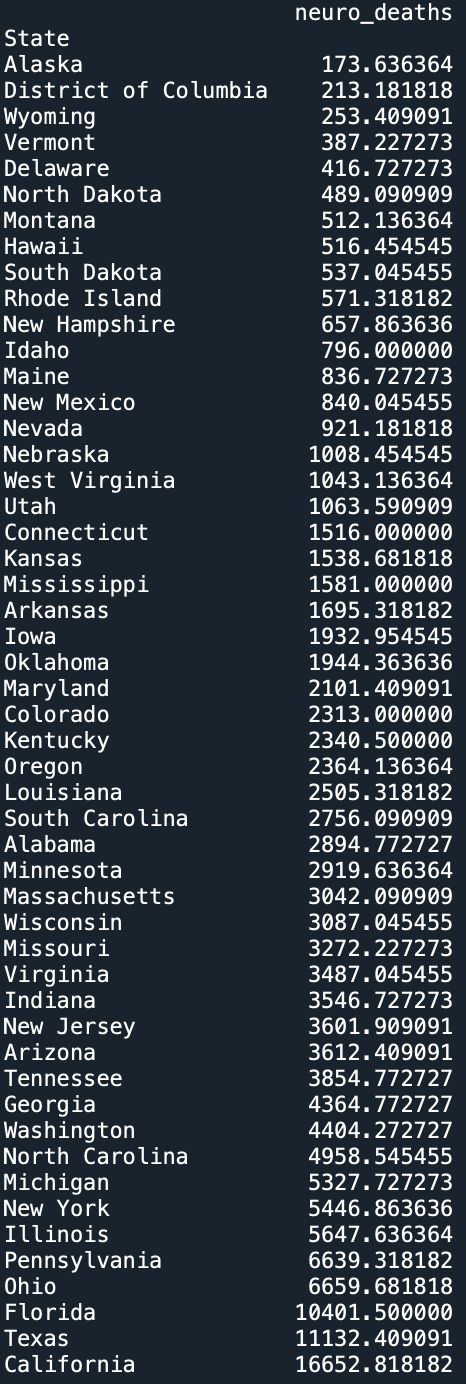 neuro_deaths
State
Alaska 173.636364
District of Columbia 213.181818
Wyoming 253.409091
Vermont 387.227273
Delaware 416.727273
North Dakota 489.090909
Montana 512.136364
Hawaii 516.454545
South Dakota 537.045455
Rhode Island 571.318182
New Hampshire 657.863636
Idaho 796.000000
Maine 836.727273
New Mexico 840.045455
Nevada 921.181818
Nebraska 1008.454545
West Virginia 1043.136364
Utah 1063.590909
Connecticut 1516.000000
Kansas 1538.681818
Mississippi 1581.000000
Arkansas 1695.318182
Iowa 1932.954545
Oklahoma 1944.363636
Maryland 2101.409091
Colorado 2313.000000
Kentucky 2340.500000
Oregon 2364.136364
Louisiana 2505.318182
South Carolina 2756.090909
Alabama 2894.772727
Minnesota 2919.636364
Massachusetts 3042.090909
Wisconsin 3087.045455
Missouri 3272.227273
Virginia 3487.045455
Indiana 3546.727273
New Jersey 3601.909091
Arizona 3612.409091
Tennessee 3854.772727
Georgia 4364.772727
Washington 4404.272727
North Carolina 4958.545455
Michigan 5327.727273
New York 5446.863636
Illinois 5647.636364
Pennsylvania 6639.318182
Ohio 6659.681818
Florida 10401.500000
Texas 11132.409091
California 16652.818182